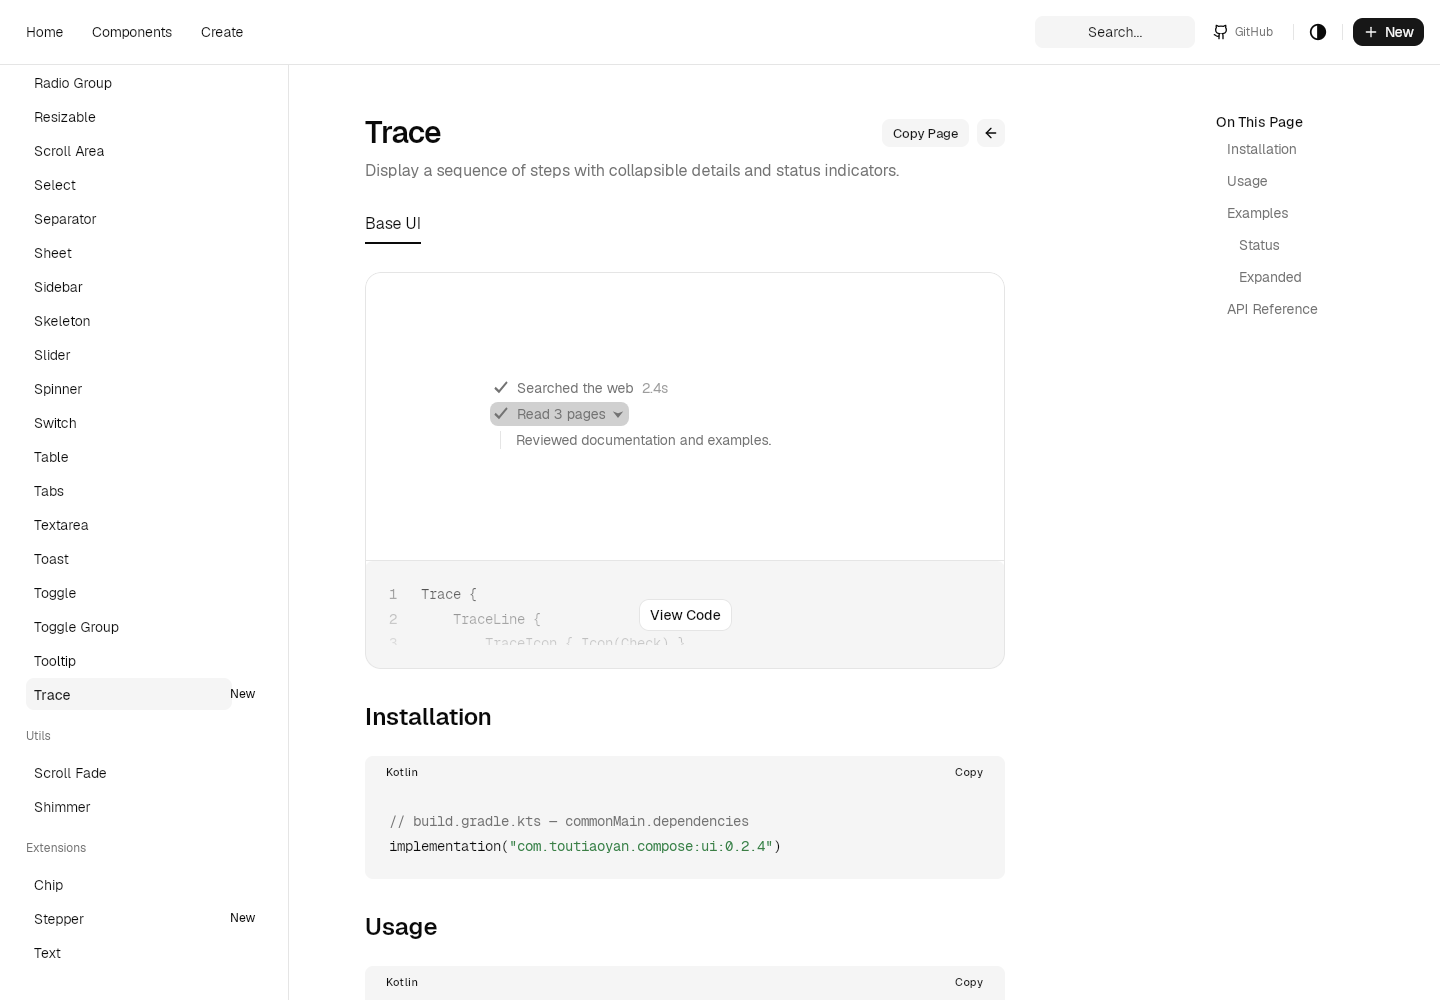 Home
Components
Create
Search...
GitHub
New
Radio Group
Resizable
Scroll Area
Select
Separator
Sheet
Sidebar
Skeleton
Slider
Spinner
Switch
Table
Tabs
Textarea
Toast
Toggle
Toggle Group
Tooltip
Trace New
Utils
Scroll Fade
Shimmer
Extensions
Chip
Stepper New
Text
Trace
Copy Page
Display a sequence of steps with collapsible details and status indicators.
Base UI
Searched the web 2.4s
Read 3 pages
Reviewed documentation and examples.
1 Trace {
2 TraceLine {
3 TraceIcon { Icon(Check) }
View Code
Installation
Kotlin Copy
// build.gradle.kts — commonMain.dependencies
implementation("com.toutiaoyan.compose:ui:0.2.4")
Usage
Kotlin Copy
On This Page
Installation
Usage
Examples
Status
Expanded
API Reference